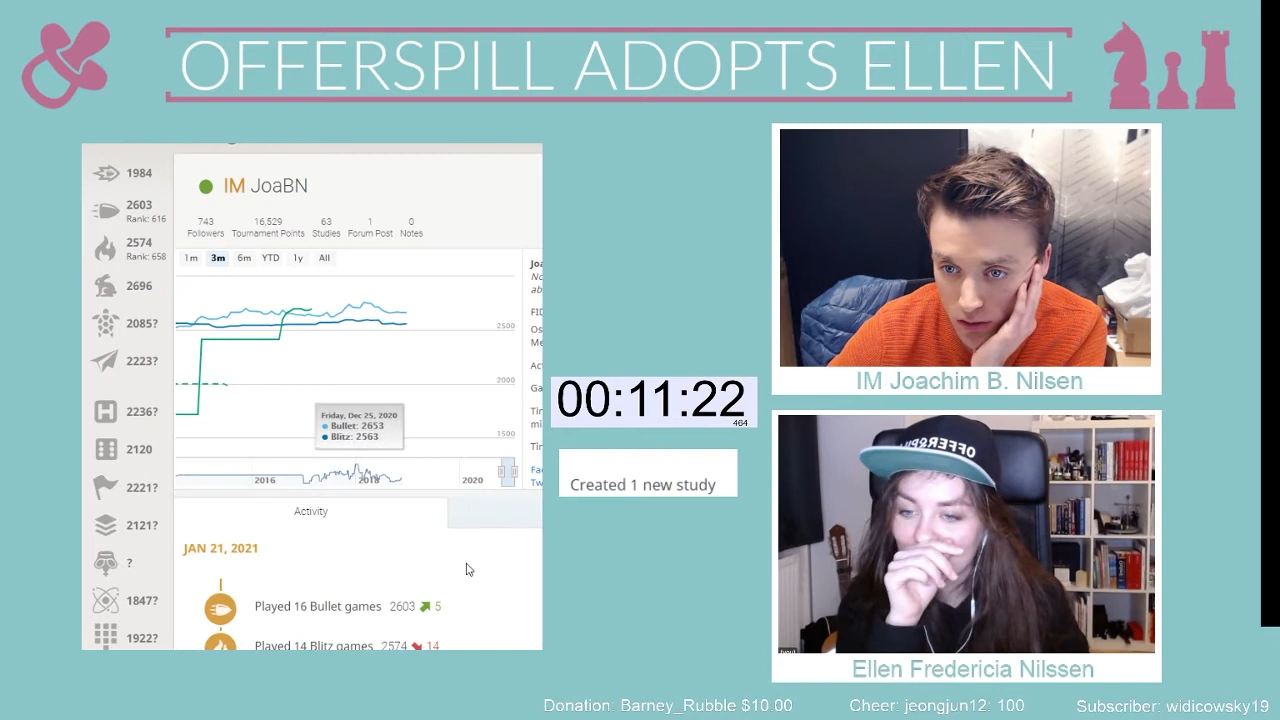 OFFERSPILL ADOPTS ELLEN
1984
2603
Rank: 616
2574
Rank: 658
2696
2085?
2223?
2236?
2120
2221?
2121?
?
1847?
1922?
IM JoaBN
743 16,529 63 1 0
Followers Tournament Points Studies Forum Post Notes
1m 3m 6m YTD 1y All
2500
2000
1500
Friday, Dec 25, 2020
Bullet: 2653
Blitz: 2563
2016 2018 2020
Activity
JAN 21, 2021
Played 16 Bullet games 2603 5
Played 14 Blitz games 2574 14
00:11:22
464
Created 1 new study
IM Joachim B. Nilsen
OFFERSPILL
Ellen Fredericia Nilssen
Donation: Barney_Rubble $10.00 Cheer: jeongjun12: 100 Subscriber: widicowsky19